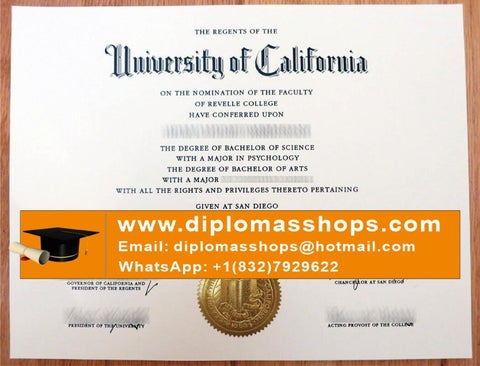 THE REGENTS OF THE
University of California
ON THE NOMINATION OF THE FACULTY
OF REVELLE COLLEGE
HAVE CONFERRED UPON
THE DEGREE OF BACHELOR OF SCIENCE
WITH A MAJOR IN PSYCHOLOGY
THE DEGREE OF BACHELOR OF ARTS
WITH A MAJOR
WITH ALL THE RIGHTS AND PRIVILEGES THERETO PERTAINING
GIVEN AT SAN DIEGO
www.diplomasshops.com
Email: diplomasshops@hotmail.com
WhatsApp: +1(832)7929622
GOVERNOR OF CALIFORNIA AND
PRESIDENT OF THE REGENTS
CHANCELLOR AT SAN DIEGO
PRESIDENT OF THE UNIVERSITY
ACTING PROVOST OF THE COLLEGE